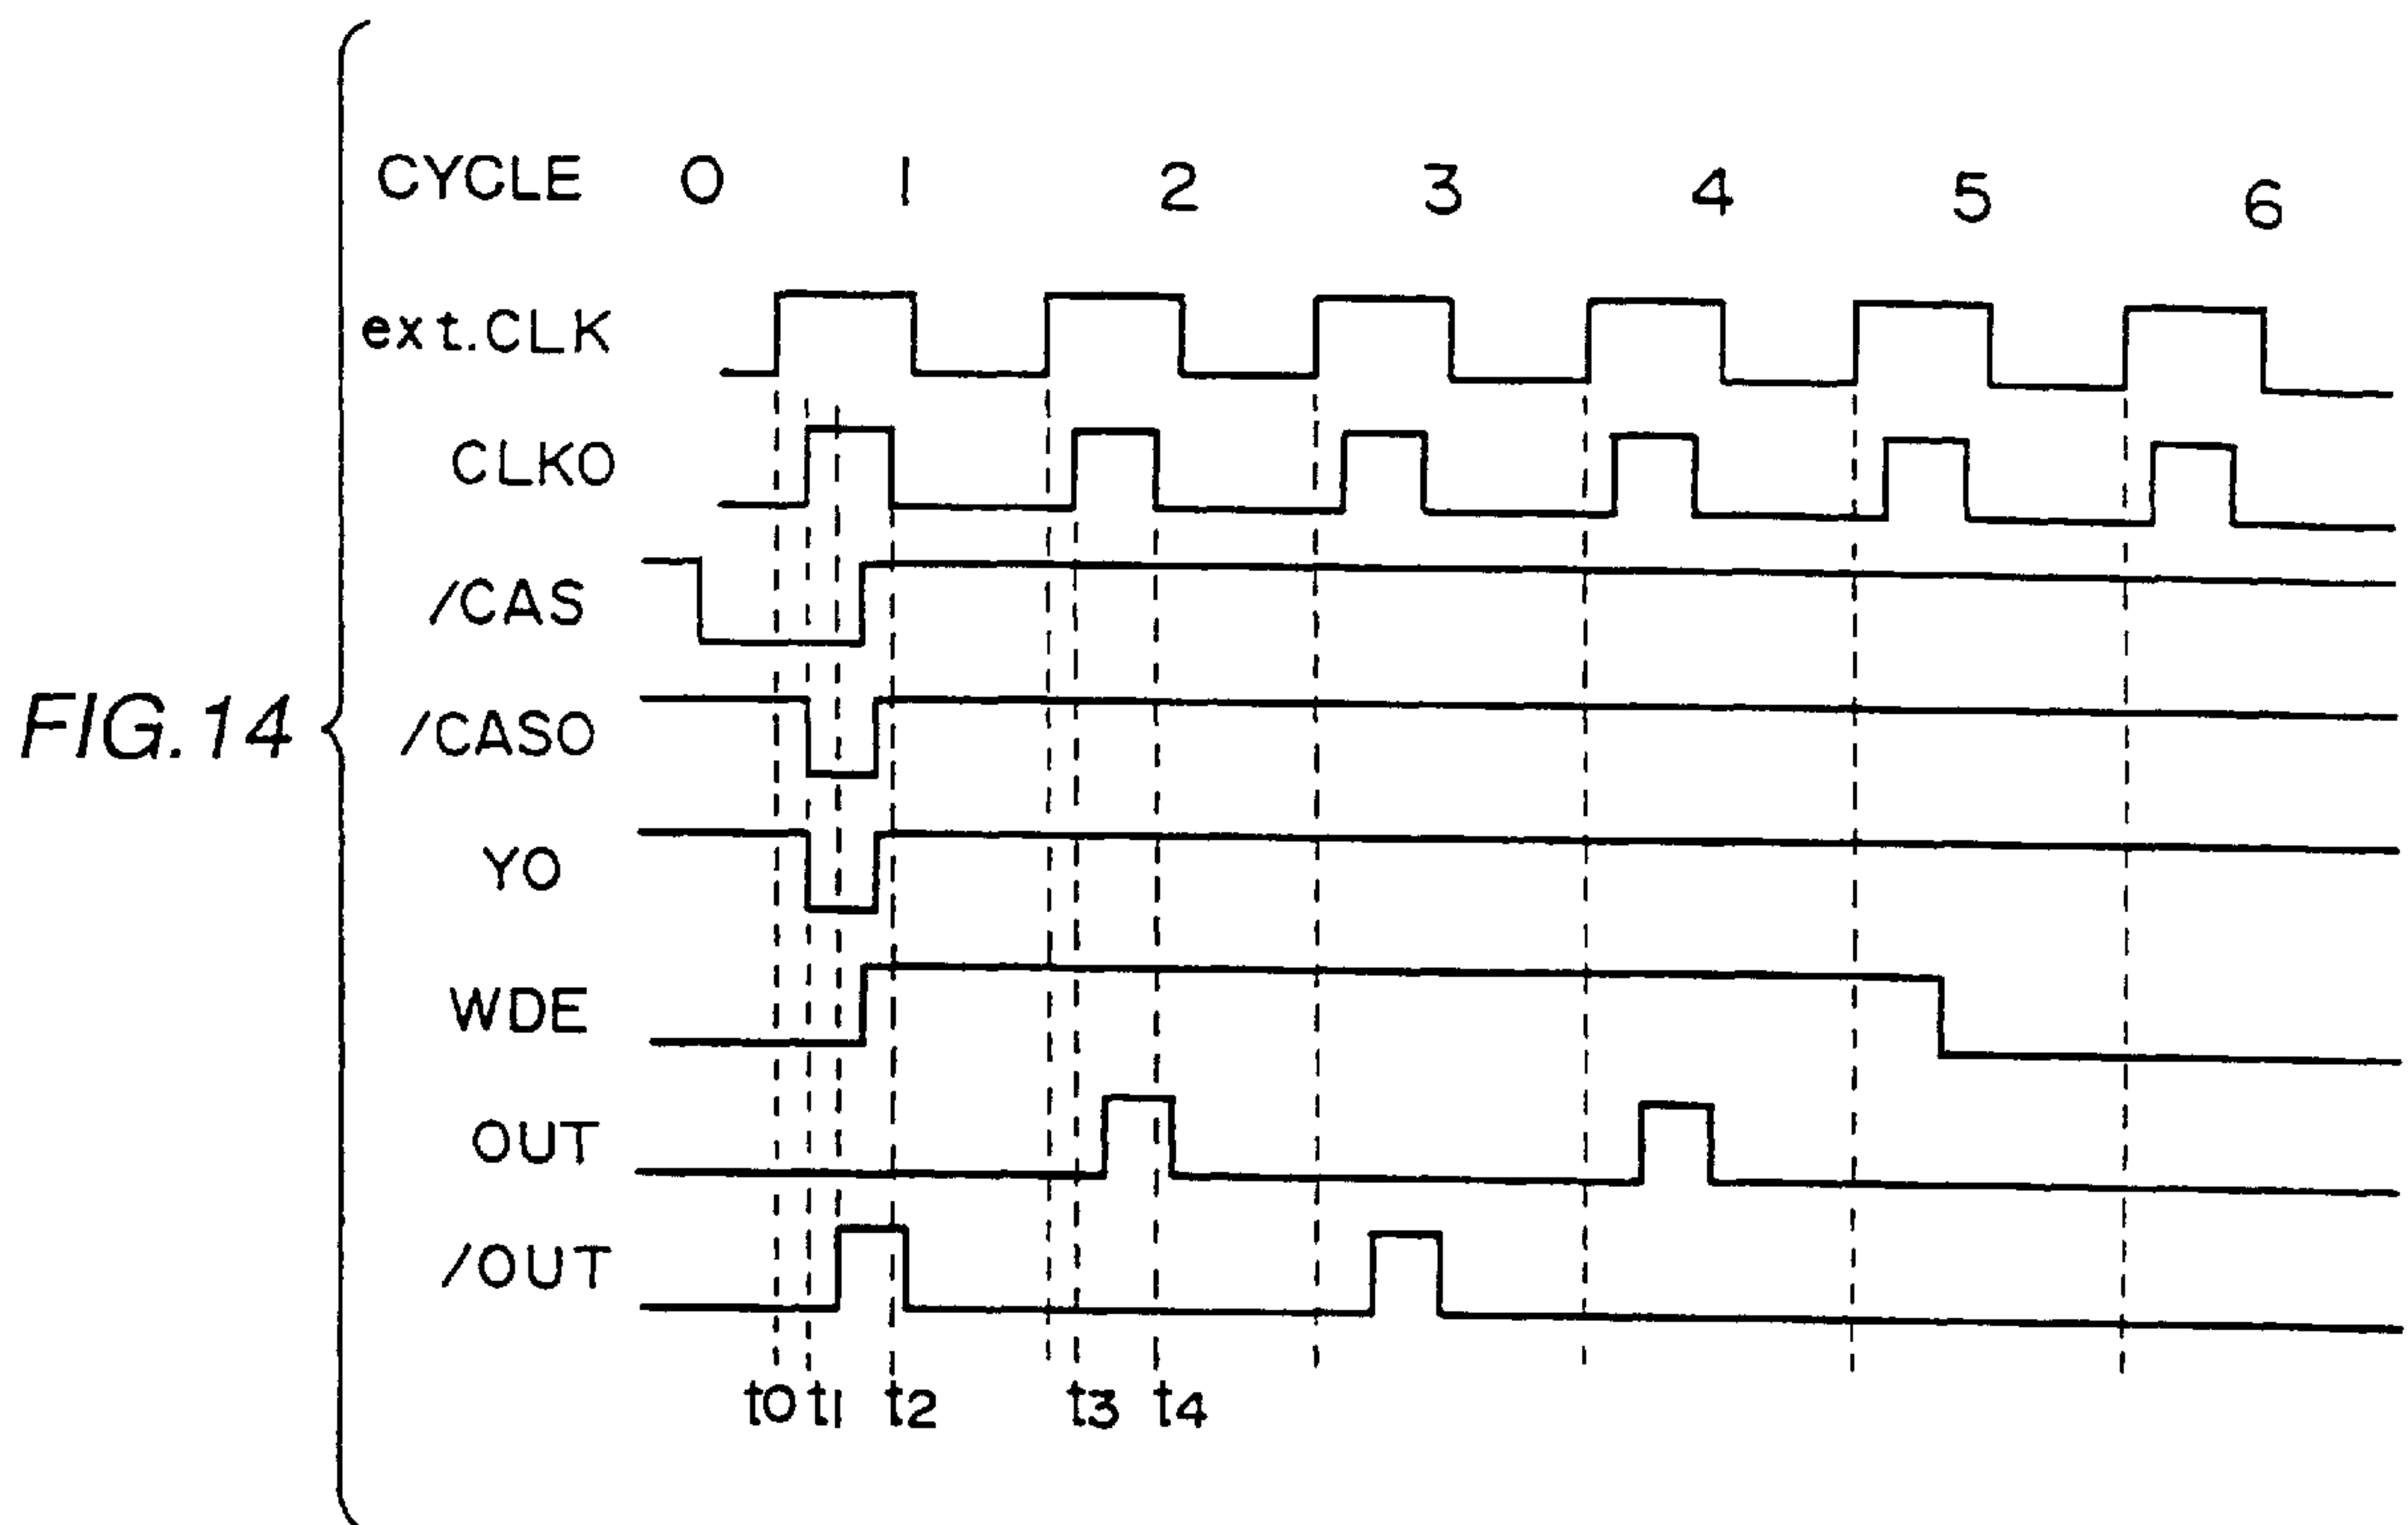 CYCLE 0 1 2 3 4 5 6
ext.CLK
CLK0
/CAS
/CAS0
FIG.14
Y0
WDE
OUT
/OUT
t0 t1 t2 t3 t4